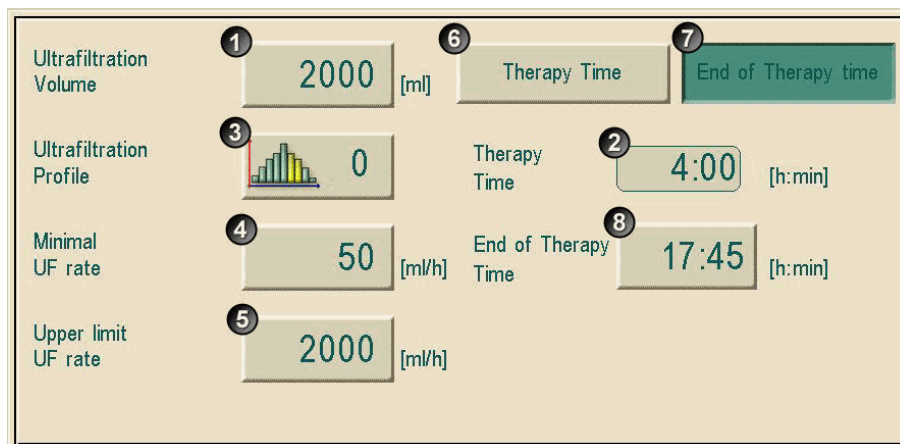 1
Ultrafiltration
Volume
2000 [ml]
6
Therapy Time
7
End of Therapy time
3
Ultrafiltration
Profile
0
2
Therapy
Time
4:00 [h:min]
4
Minimal
UF rate
50 [ml/h]
8
End of Therapy
Time
17:45 [h:min]
5
Upper limit
UF rate
2000 [ml/h]